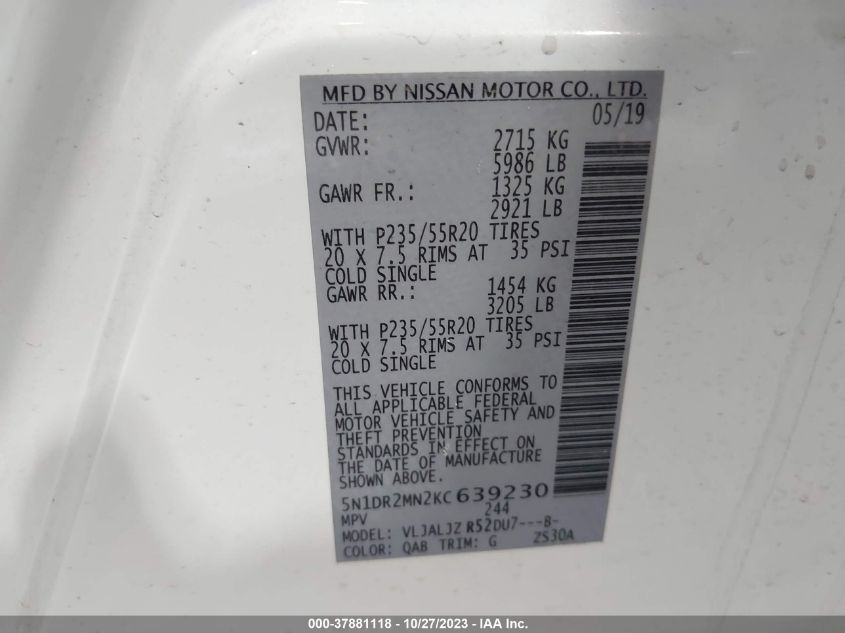 MFD BY NISSAN MOTOR CO., LTD.
DATE: 05/19
GVWR: 2715 KG
5986 LB
GAWR FR.: 1325 KG
2921 LB
WITH P235/55R20 TIRES
20 X 7.5 RIMS AT 35 PSI
COLD SINGLE
GAWR RR.: 1454 KG
3205 LB
WITH P235/55R20 TIRES
20 X 7.5 RIMS AT 35 PSI
COLD SINGLE
THIS VEHICLE CONFORMS TO
ALL APPLICABLE FEDERAL
MOTOR VEHICLE SAFETY AND
THEFT PREVENTION
STANDARDS IN EFFECT ON
THE DATE OF MANUFACTURE
SHOWN ABOVE.
5N1DR2MN2KC639230
MPV 244
MODEL: VLJALJZ R52DU7---B-
COLOR: QAB TRIM: G ZS30A
000-37881118 - 10/27/2023 - IAA Inc.